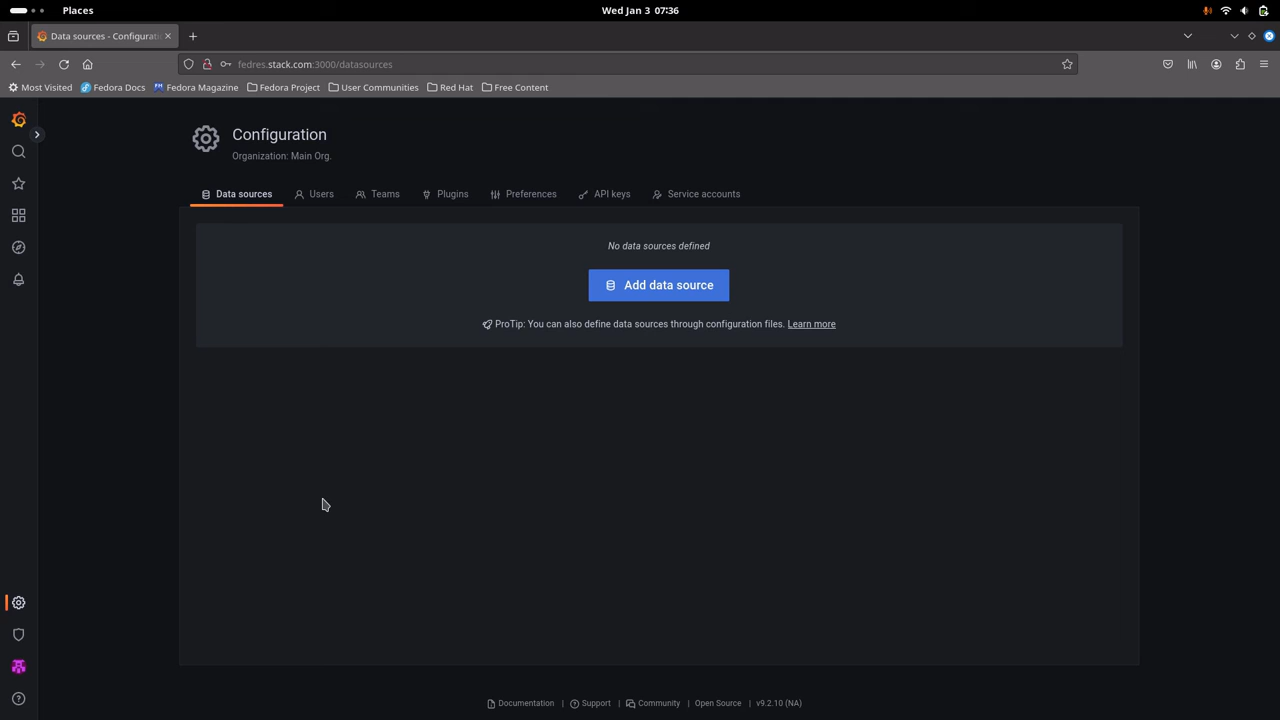 Places
Wed Jan 3 07:36
Data sources - Configurati
fedres.stack.com:3000/datasources
Most Visited Fedora Docs Fedora Magazine Fedora Project User Communities Red Hat Free Content
Configuration
Organization: Main Org.
Data sources Users Teams Plugins Preferences API keys Service accounts
No data sources defined
Add data source
ProTip: You can also define data sources through configuration files. Learn more
Documentation | Support | Community | Open Source | v9.2.10 (NA)